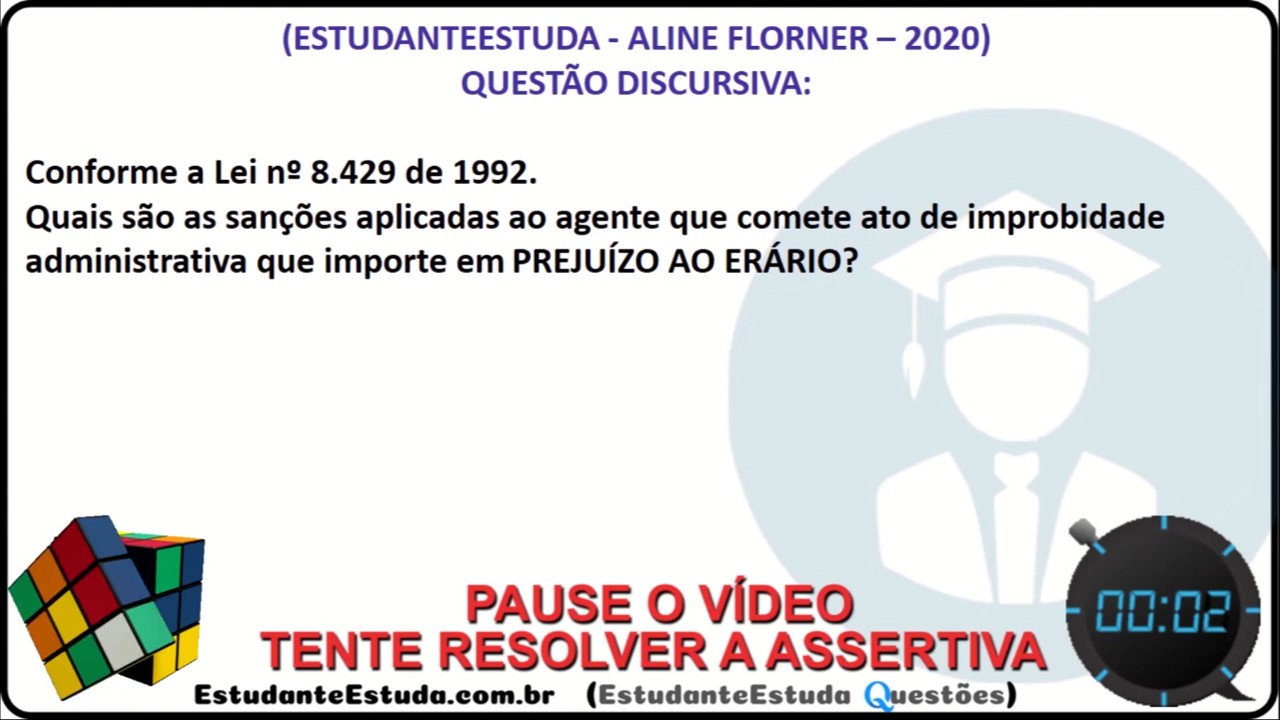 (ESTUDANTEESTUDA - ALINE FLORNER – 2020)
QUESTÃO DISCURSIVA:
Conforme a Lei nº 8.429 de 1992.
Quais são as sanções aplicadas ao agente que comete ato de improbidade
administrativa que importe em PREJUÍZO AO ERÁRIO?
PAUSE O VÍDEO
TENTE RESOLVER A ASSERTIVA
00:02
EstudanteEstuda.com.br (EstudanteEstuda Questões)